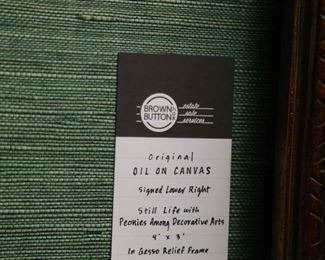 BROWN
BUTTON
estate
sale
services
Original
OIL ON CANVAS
Signed Lower Right
Still Life with
Peonies Among Decorative Arts
4' x 3'
In Gesso Relief Frame